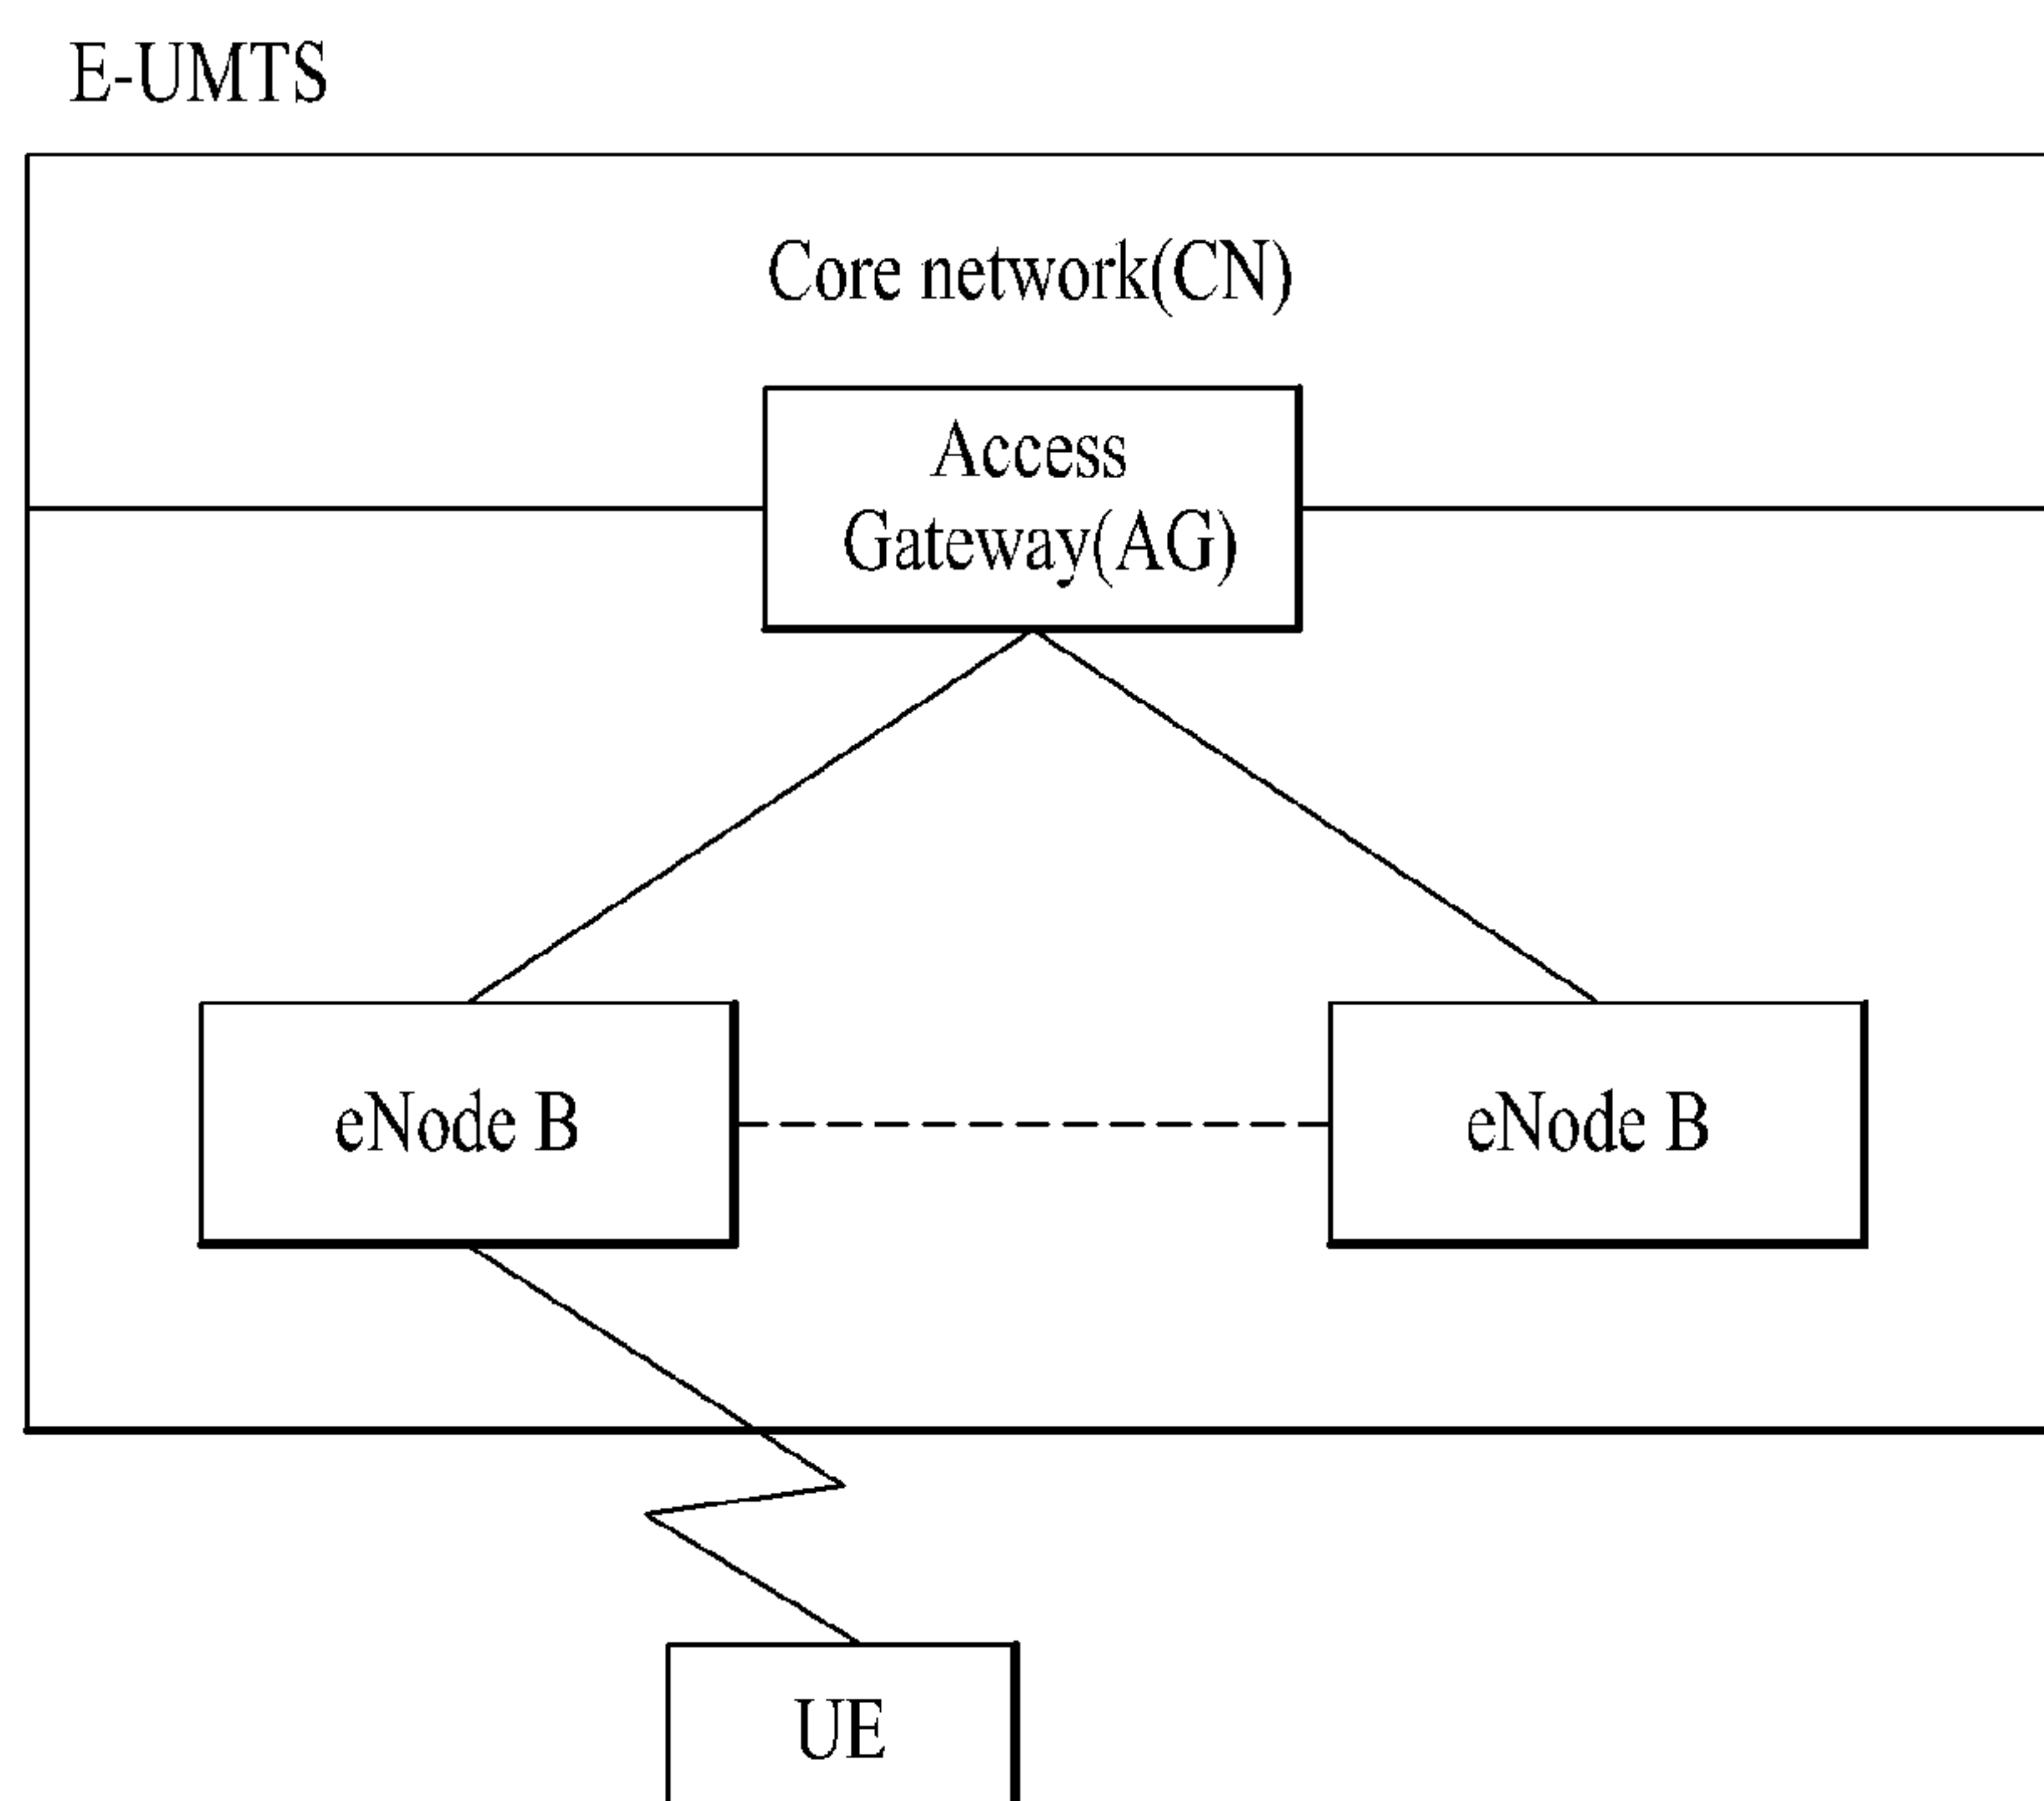 E-UMTS
Core network(CN)
Access
Gateway(AG)
eNode B
eNode B
UE